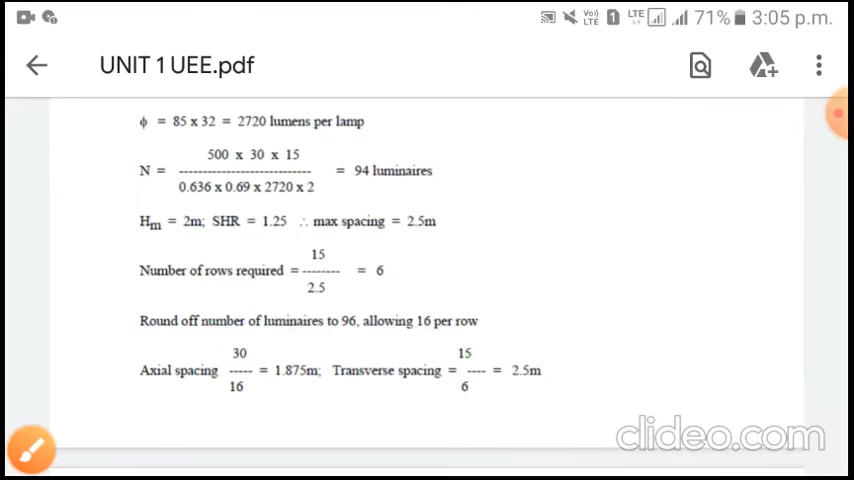 Vo) LTE 1 LTE 71% 3:05 p.m.
UNIT 1 UEE.pdf
ϕ = 85 x 32 = 2720 lumens per lamp
500 x 30 x 15
N = ------------------------------ = 94 luminaires
0.636 x 0.69 x 2720 x 2
Hm = 2m; SHR = 1.25 ∴ max spacing = 2.5m
15
Number of rows required = -------- = 6
2.5
Round off number of luminaires to 96, allowing 16 per row
30 15
Axial spacing ----- = 1.875m; Transverse spacing = ---- = 2.5m
16 6
clideo.com